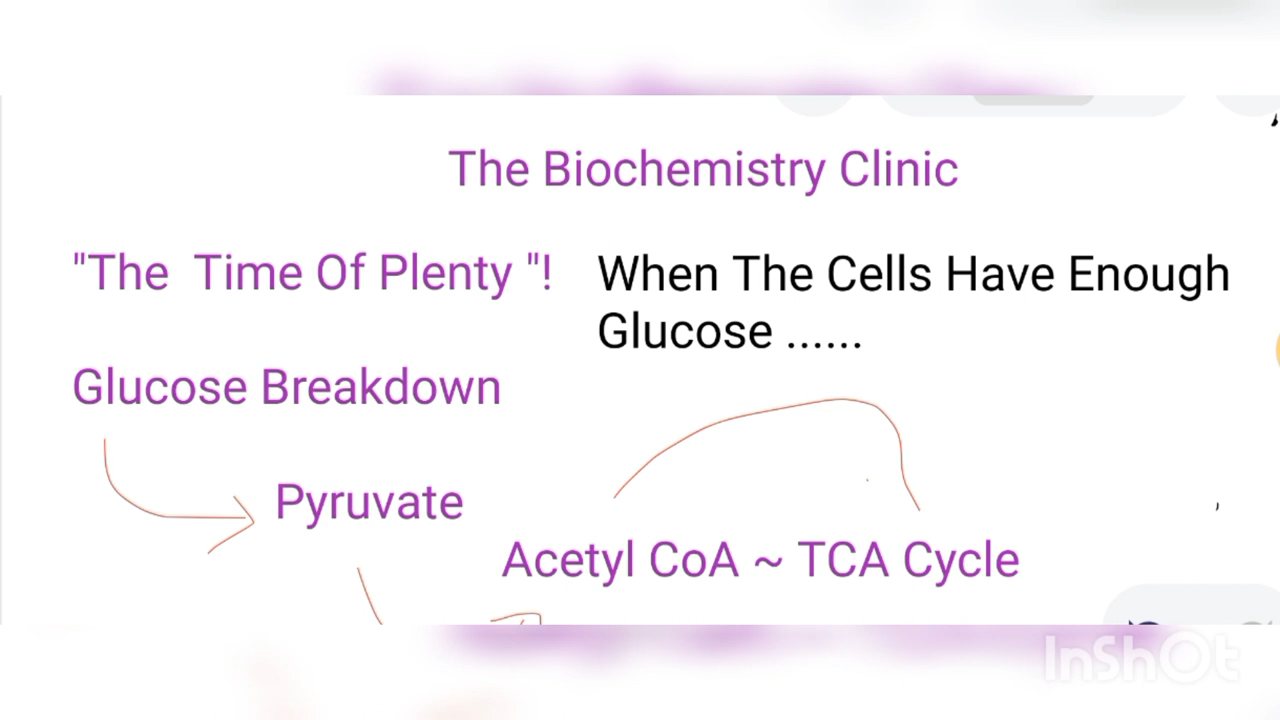 The Biochemistry Clinic
"The Time Of Plenty "! When The Cells Have Enough
Glucose ......
Glucose Breakdown
Pyruvate
Acetyl CoA ~ TCA Cycle
InShOt